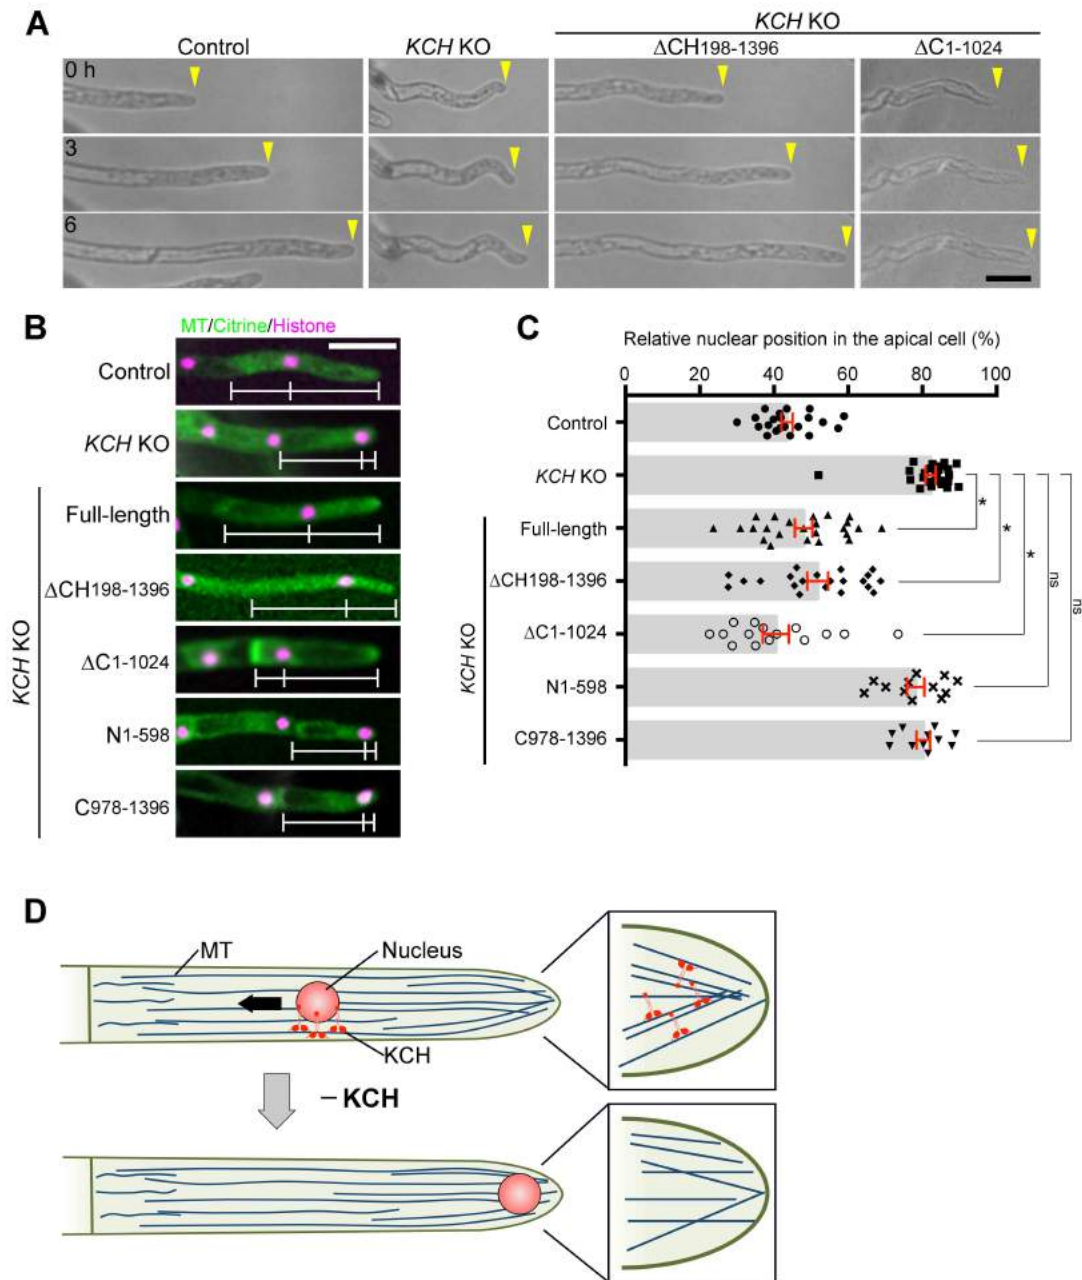 A
KCH KO
Control
KCH KO
ΔCH198-1396
ΔC1-1024
0 h
3
6
B
MT/Citrine/Histone
Control
KCH KO
Full-length
ΔCH198-1396
ΔC1-1024
N1-598
C978-1396
KCH KO
C
Relative nuclear position in the apical cell (%)
0 20 40 60 80 100
Control
KCH KO
Full-length
ΔCH198-1396
ΔC1-1024
N1-598
C978-1396
KCH KO
*
*
*
ns
ns
D
MT
Nucleus
KCH
– KCH